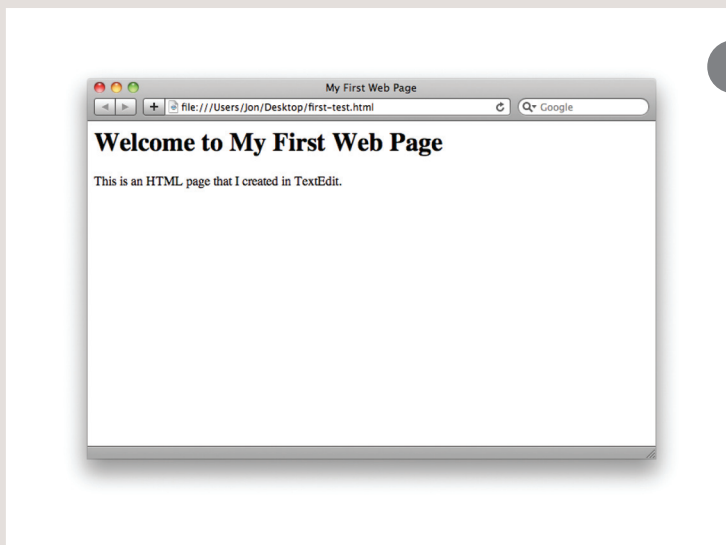 My First Web Page
file:///Users/Jon/Desktop/first-test.html
Google
Welcome to My First Web Page
This is an HTML page that I created in TextEdit.